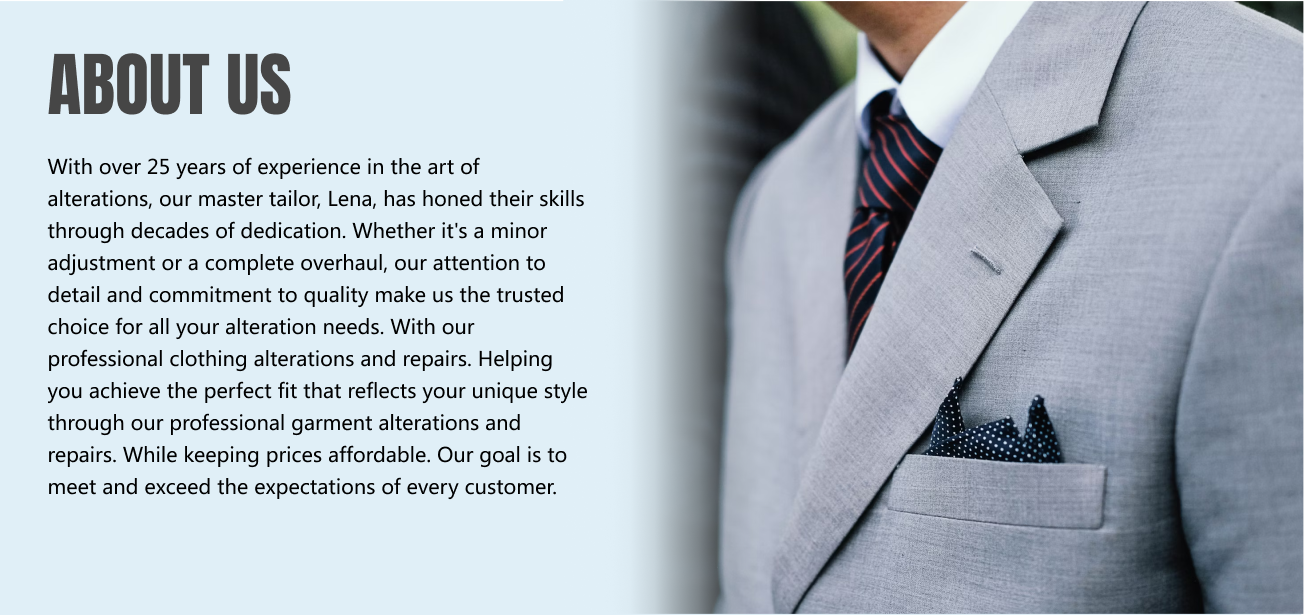 ABOUT US
With over 25 years of experience in the art of
alterations, our master tailor, Lena, has honed their skills
through decades of dedication. Whether it's a minor
adjustment or a complete overhaul, our attention to
detail and commitment to quality make us the trusted
choice for all your alteration needs. With our
professional clothing alterations and repairs. Helping
you achieve the perfect fit that reflects your unique style
through our professional garment alterations and
repairs. While keeping prices affordable. Our goal is to
meet and exceed the expectations of every customer.